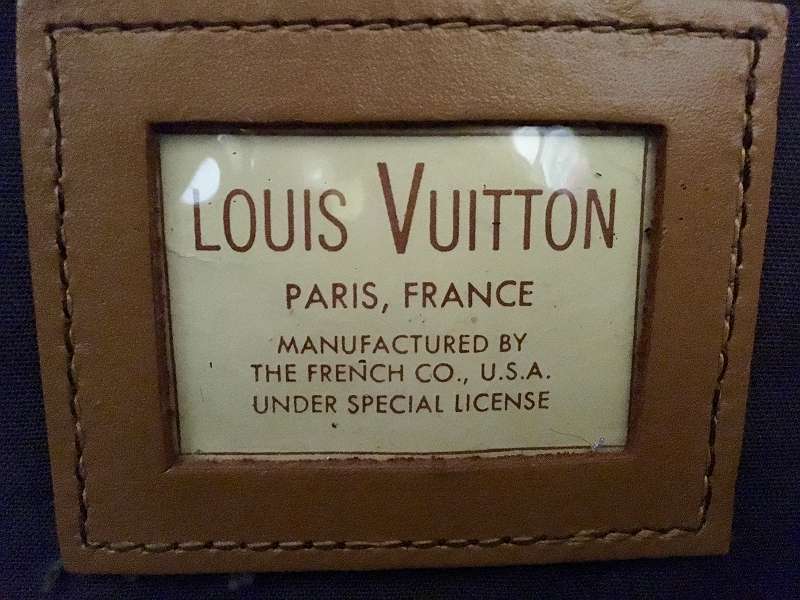 LOUIS VUITTON
PARIS, FRANCE
MANUFACTURED BY
THE FRENCH CO., U.S.A.
UNDER SPECIAL LICENSE